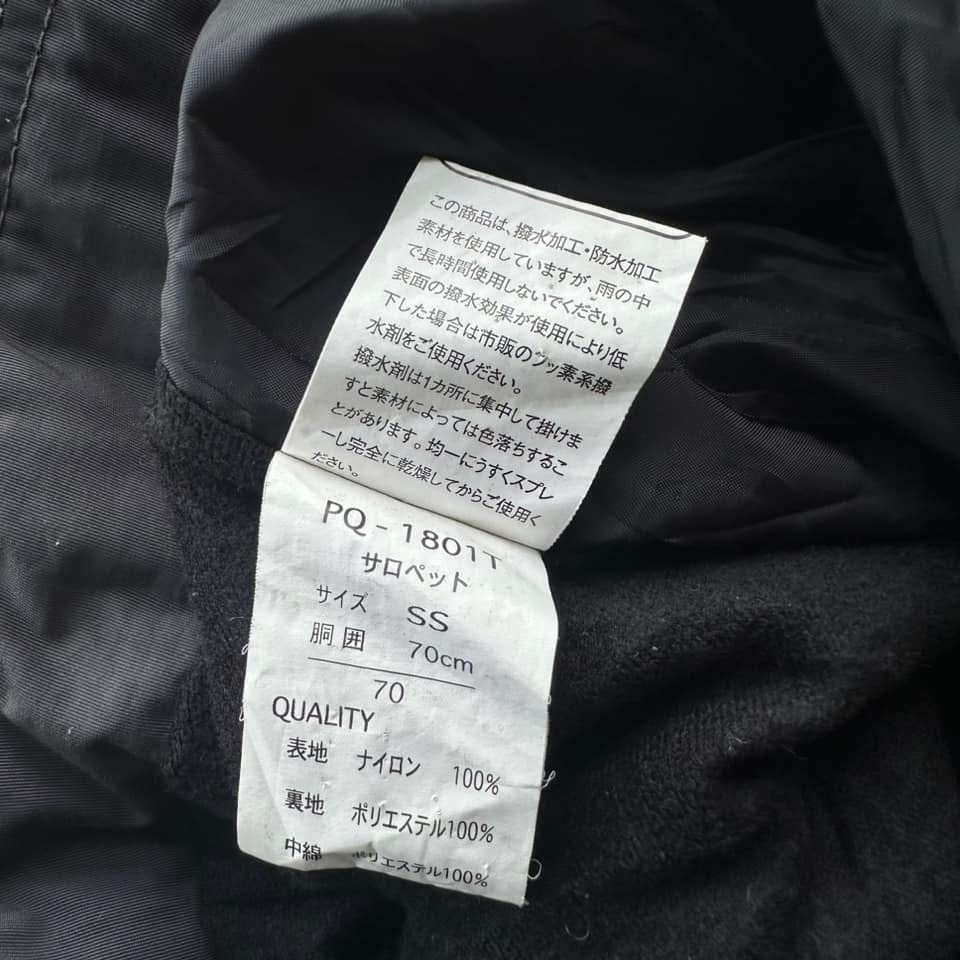 この商品は、撥水加工・防水加工
素材を使用していますが、雨の中
で長時間使用しないでください。
表面の撥水効果が使用により低
下した場合は市販のフッ素系撥
水剤をご使用ください。
撥水剤は1カ所に集中して掛けま
すと素材によっては色落ちするこ
とがあります。均一にうすくスプレ
ーし完全に乾燥してからご使用く
ださい。
PQ-1801T
サロペット
サイズ SS
胴囲 70cm
70
QUALITY
表地 ナイロン 100%
裏地 ポリエステル100%
中綿 ポリエステル100%